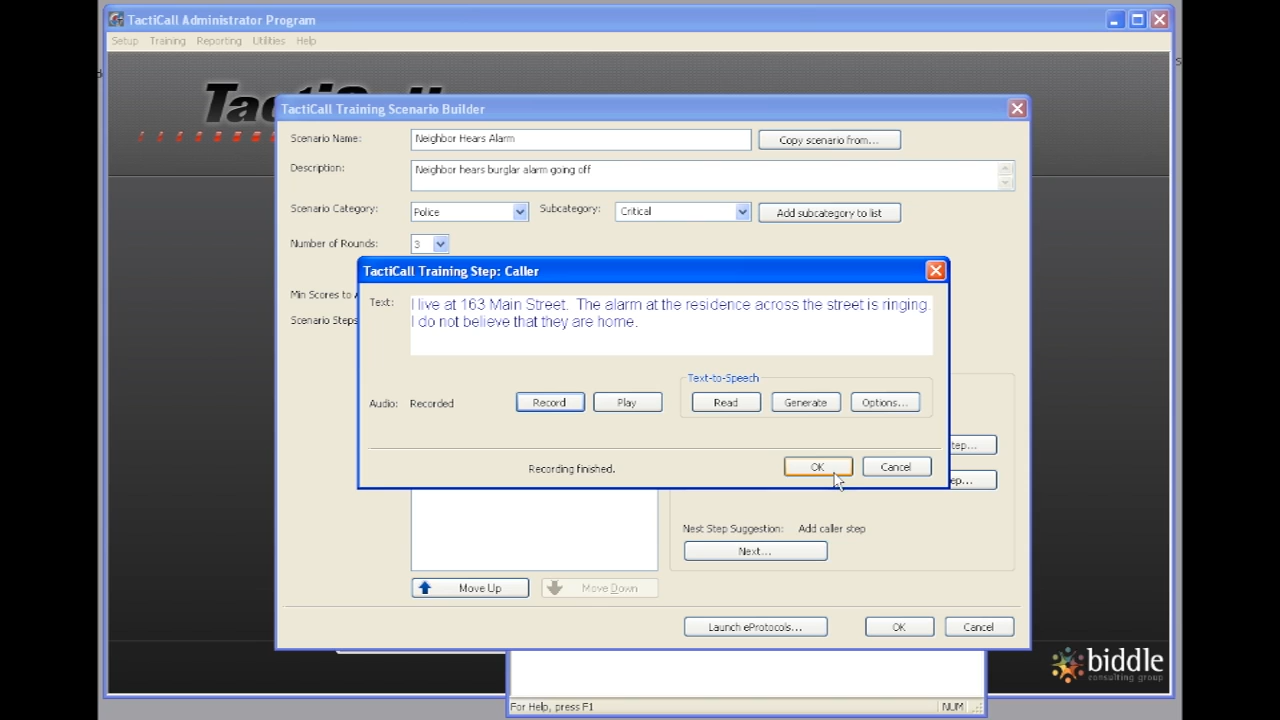 TactiCall Administrator Program
Setup Training Reporting Utilities Help
TactiCall Training Scenario Builder
Scenario Name: Neighbor Hears Alarm Copy scenario from...
Description: Neighbor hears burglar alarm going off
Scenario Category: Police Subcategory: Critical Add subcategory to list
Number of Rounds: 3
TactiCall Training Step: Caller
Min Scores to
Text: I live at 163 Main Street. The alarm at the residence across the street is ringing.
Scenario Steps
I do not believe that they are home.
Text-to-Speech
Audio: Recorded Record Play Read Generate Options...
tep...
Recording finished. OK Cancel
ep...
Nest Step Suggestion: Add caller step
Next...
Move Up Move Down
Launch eProtocols... OK Cancel
biddle
consulting group
For Help, press F1 NUM